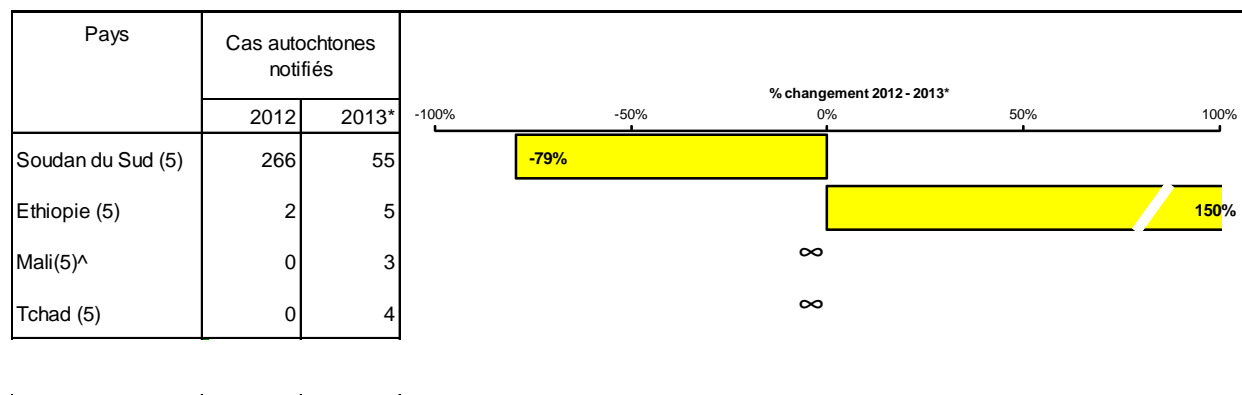 Pays
Cas autochtones
notifiés
2012 2013*
% changement 2012 - 2013*
-100% -50% 0% 50% 100%
Soudan du Sud (5) 266 55 -79%
Ethiopie (5) 2 5 150%
Mali(5)^ 0 3 ∞
Tchad (5) 0 4 ∞